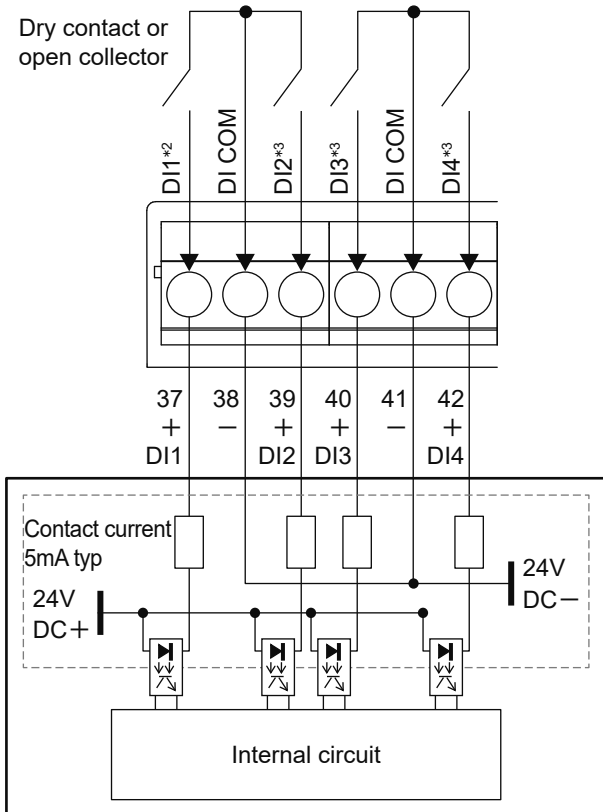 Dry contact or
open collector
DI1*2
DI COM
DI2*3
DI3*3
DI COM
DI4*3
37 38 39 40 41 42
+ − + + − +
DI1 DI2 DI3 DI4
Contact current
5mA typ
24V
DC−
24V
DC+
Internal circuit